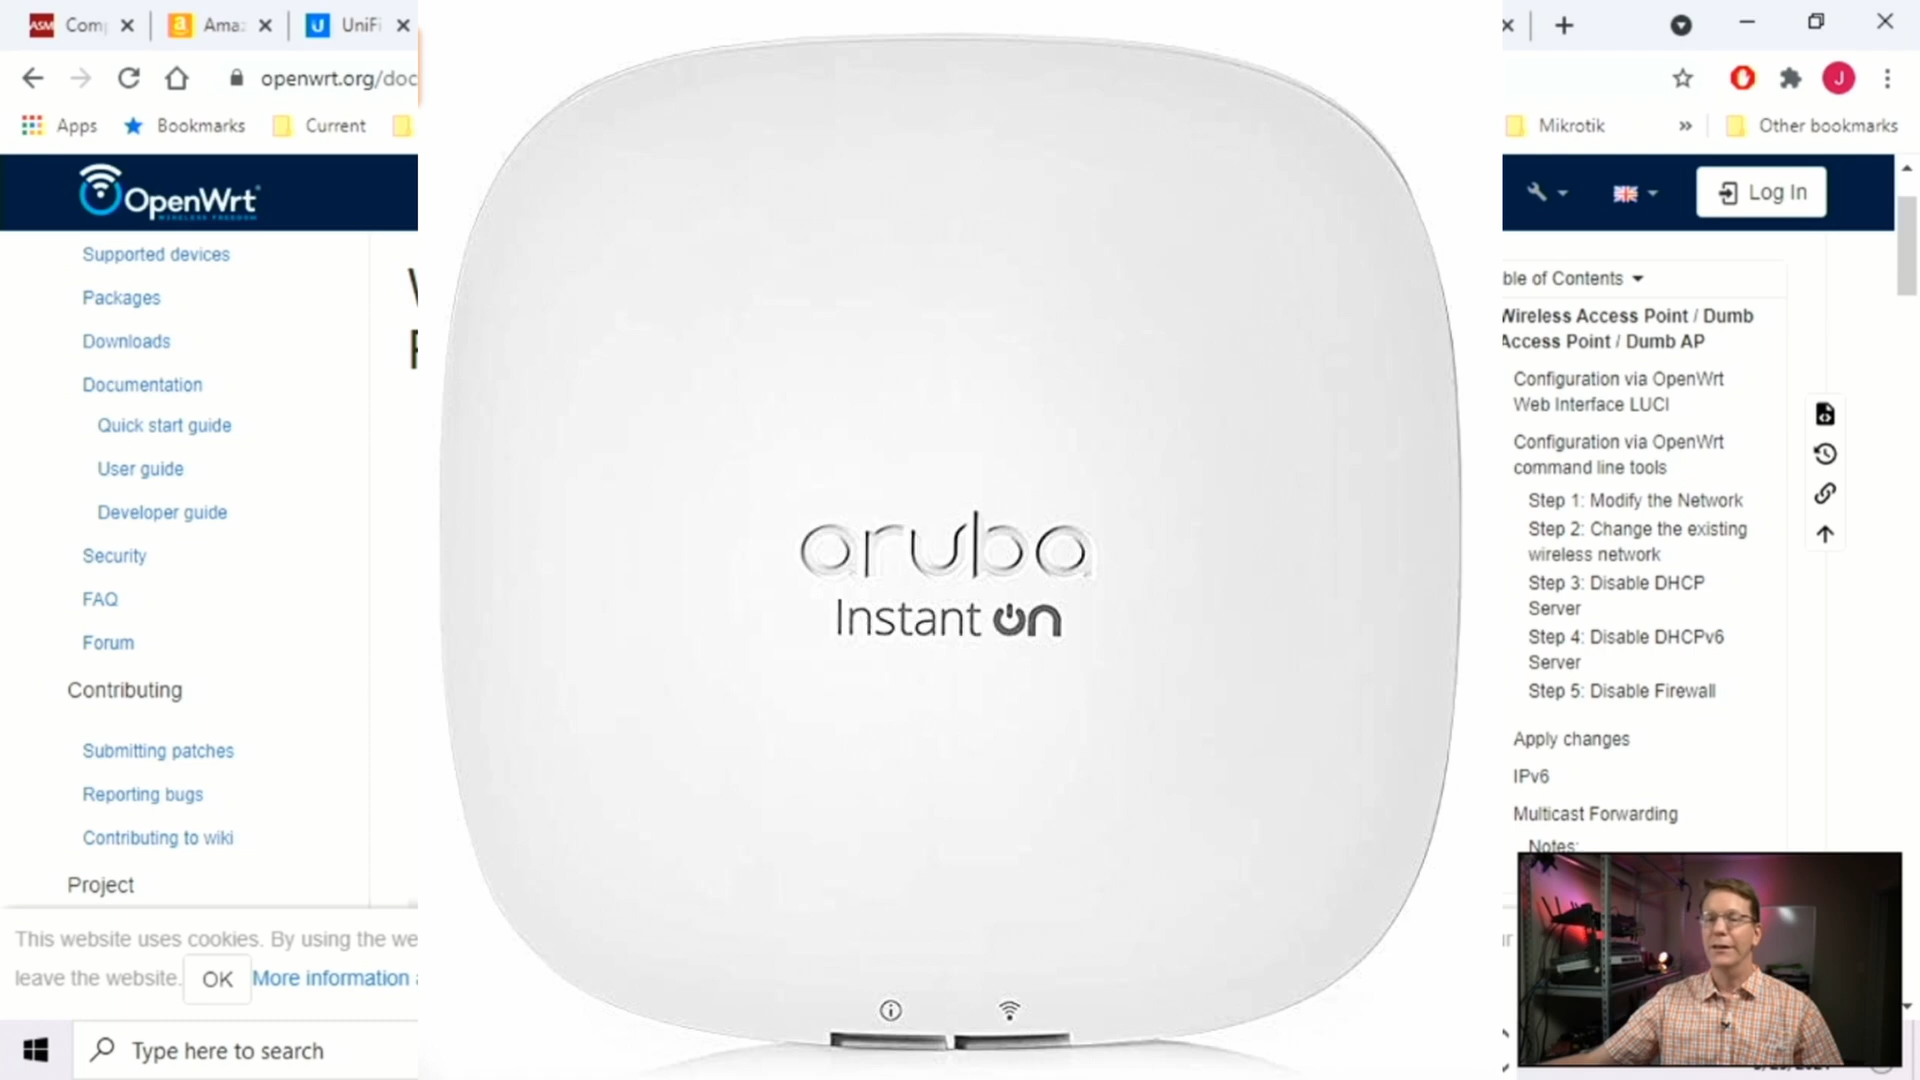 Com
Ama
UniFi
openwrt.org/doc
Apps
Bookmarks
Current
Mikrotik
»
Other bookmarks
OpenWrt
WIRELESS FREEDOM
Log In
Supported devices
Packages
Downloads
Documentation
Quick start guide
User guide
Developer guide
Security
FAQ
Forum
Contributing
Submitting patches
Reporting bugs
Contributing to wiki
Project
This website uses cookies. By using the we
leave the website.
OK
More information
Type here to search
aruba
Instant on
ble of Contents
Wireless Access Point / Dumb
Access Point / Dumb AP
Configuration via OpenWrt
Web Interface LUCI
Configuration via OpenWrt
command line tools
Step 1: Modify the Network
Step 2: Change the existing
wireless network
Step 3: Disable DHCP
Server
Step 4: Disable DHCPv6
Server
Step 5: Disable Firewall
Apply changes
IPv6
Multicast Forwarding
Notes:
J